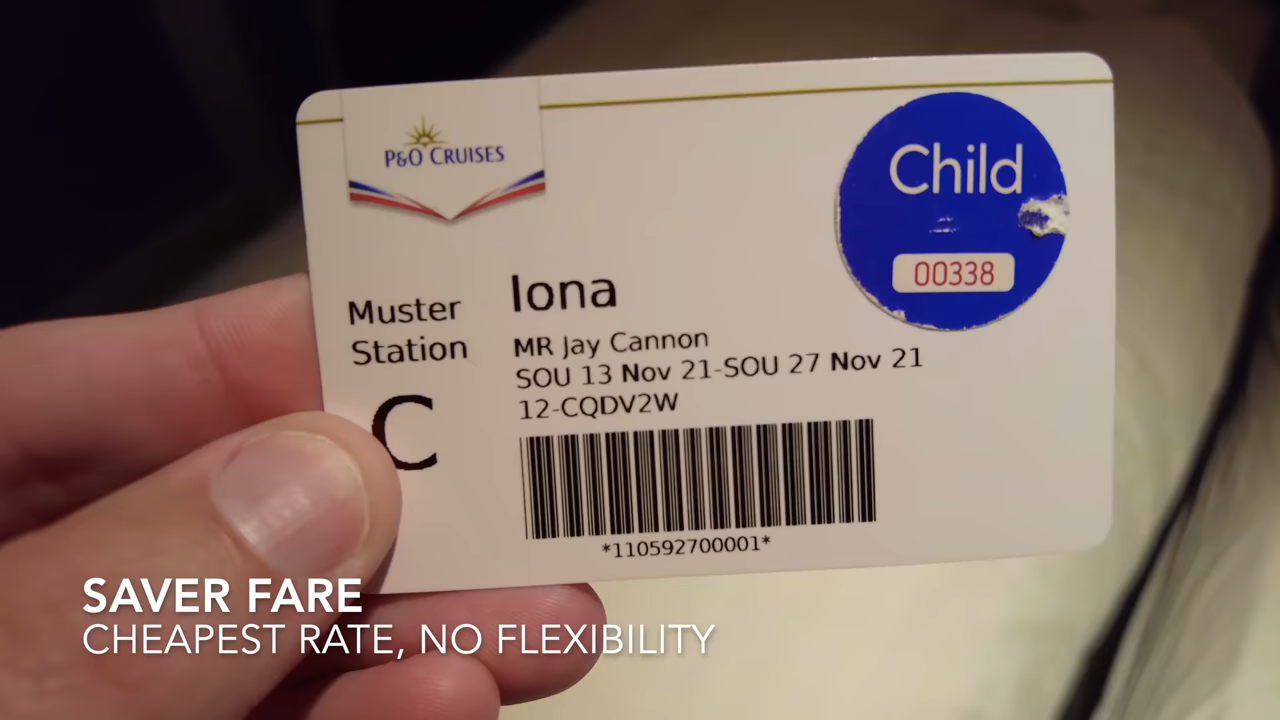 P&O CRUISES
Child
00338
Muster
Station
C
Iona
MR Jay Cannon
SOU 13 Nov 21-SOU 27 Nov 21
12-CQDV2W
*110592700001*
SAVER FARE
CHEAPEST RATE, NO FLEXIBILITY